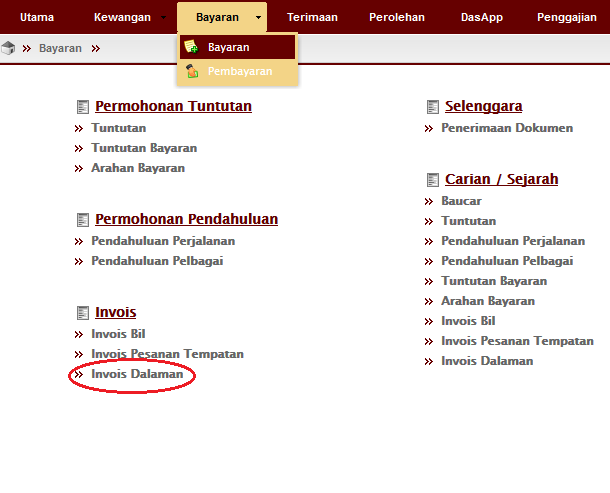 Utama Kewangan Bayaran Terimaan Perolehan DasApp Penggajian
Bayaran
Bayaran
Pembayaran
Permohonan Tuntutan
Tuntutan
Tuntutan Bayaran
Arahan Bayaran
Permohonan Pendahuluan
Pendahuluan Perjalanan
Pendahuluan Pelbagai
Invois
Invois Bil
Invois Pesanan Tempatan
Invois Dalaman
Selenggara
Penerimaan Dokumen
Carian / Sejarah
Baucar
Tuntutan
Pendahuluan Perjalanan
Pendahuluan Pelbagai
Tuntutan Bayaran
Arahan Bayaran
Invois Bil
Invois Pesanan Tempatan
Invois Dalaman